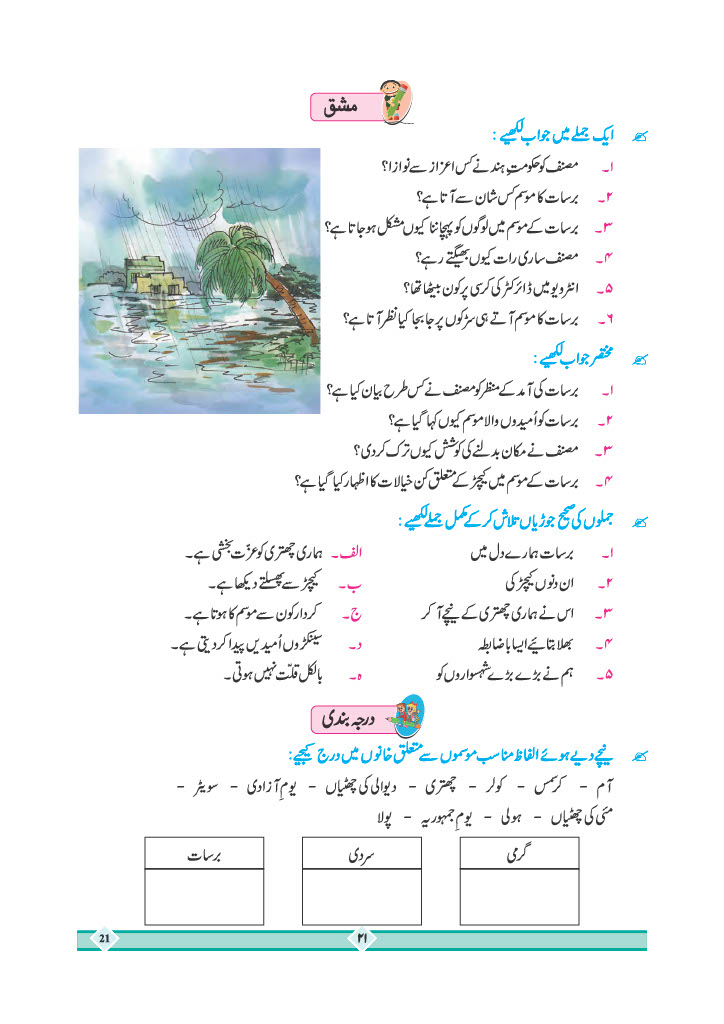 مشق
ایک جملے میں جواب لکھیے :
۱۔ مصنف کو حکومتِ ہند نے کس اعزاز سے نوازا؟
۲۔ برسات کا موسم کس شان سے آتا ہے؟
۳۔ برسات کے موسم میں لوگوں کو پہچاننا کیوں مشکل ہو جاتا ہے؟
۴۔ مصنف ساری رات کیوں بھیگتے رہے؟
۵۔ انٹرویو میں ڈائرکٹر کی کرسی پر کون بیٹھا تھا؟
۶۔ برسات کا موسم آتے ہی سڑکوں پر جا بجا کیا نظر آتا ہے؟
مختصر جواب لکھیے :
۱۔ برسات کی آمد کے منظر کو مصنف نے کس طرح بیان کیا ہے؟
۲۔ برسات کو اُمیدوں والا موسم کیوں کہا گیا ہے؟
۳۔ مصنف نے مکان بدلنے کی کوشش کیوں ترک کر دی؟
۴۔ برسات کے موسم میں کیچڑ کے متعلق کن خیالات کا اظہار کیا گیا ہے؟
جملوں کی صحیح جوڑیاں تلاش کر کے مکمل جملے لکھیے :
۱۔ برسات ہمارے دل میں الف۔ ہماری چھتری کو عزّت بخشی ہے۔
۲۔ ان دنوں کیچڑ کی ب۔ کیچڑ سے پھسلتے دیکھا ہے۔
۳۔ اس نے ہماری چھتری کے نیچے آ کر ج۔ کردار کون سے موسم کا ہوتا ہے۔
۴۔ بھلا بتائیے ایسا باضابطہ د۔ سینکڑوں اُمیدیں پیدا کر دیتی ہے۔
۵۔ ہم نے بڑے بڑے شہسواروں کو ہ۔ بالکل قلّت نہیں ہوتی۔
درجہ بندی
نیچے دیے ہوئے الفاظ مناسب موسموں سے متعلق خانوں میں درج کیجیے :
آم - کرسمس - کولر - چھتری - دیوالی کی چھٹیاں - یومِ آزادی - سویٹر -
مئی کی چھٹیاں - ہولی - یومِ جمہوریہ - پولا
گرمی سردی برسات
21 ۲۱